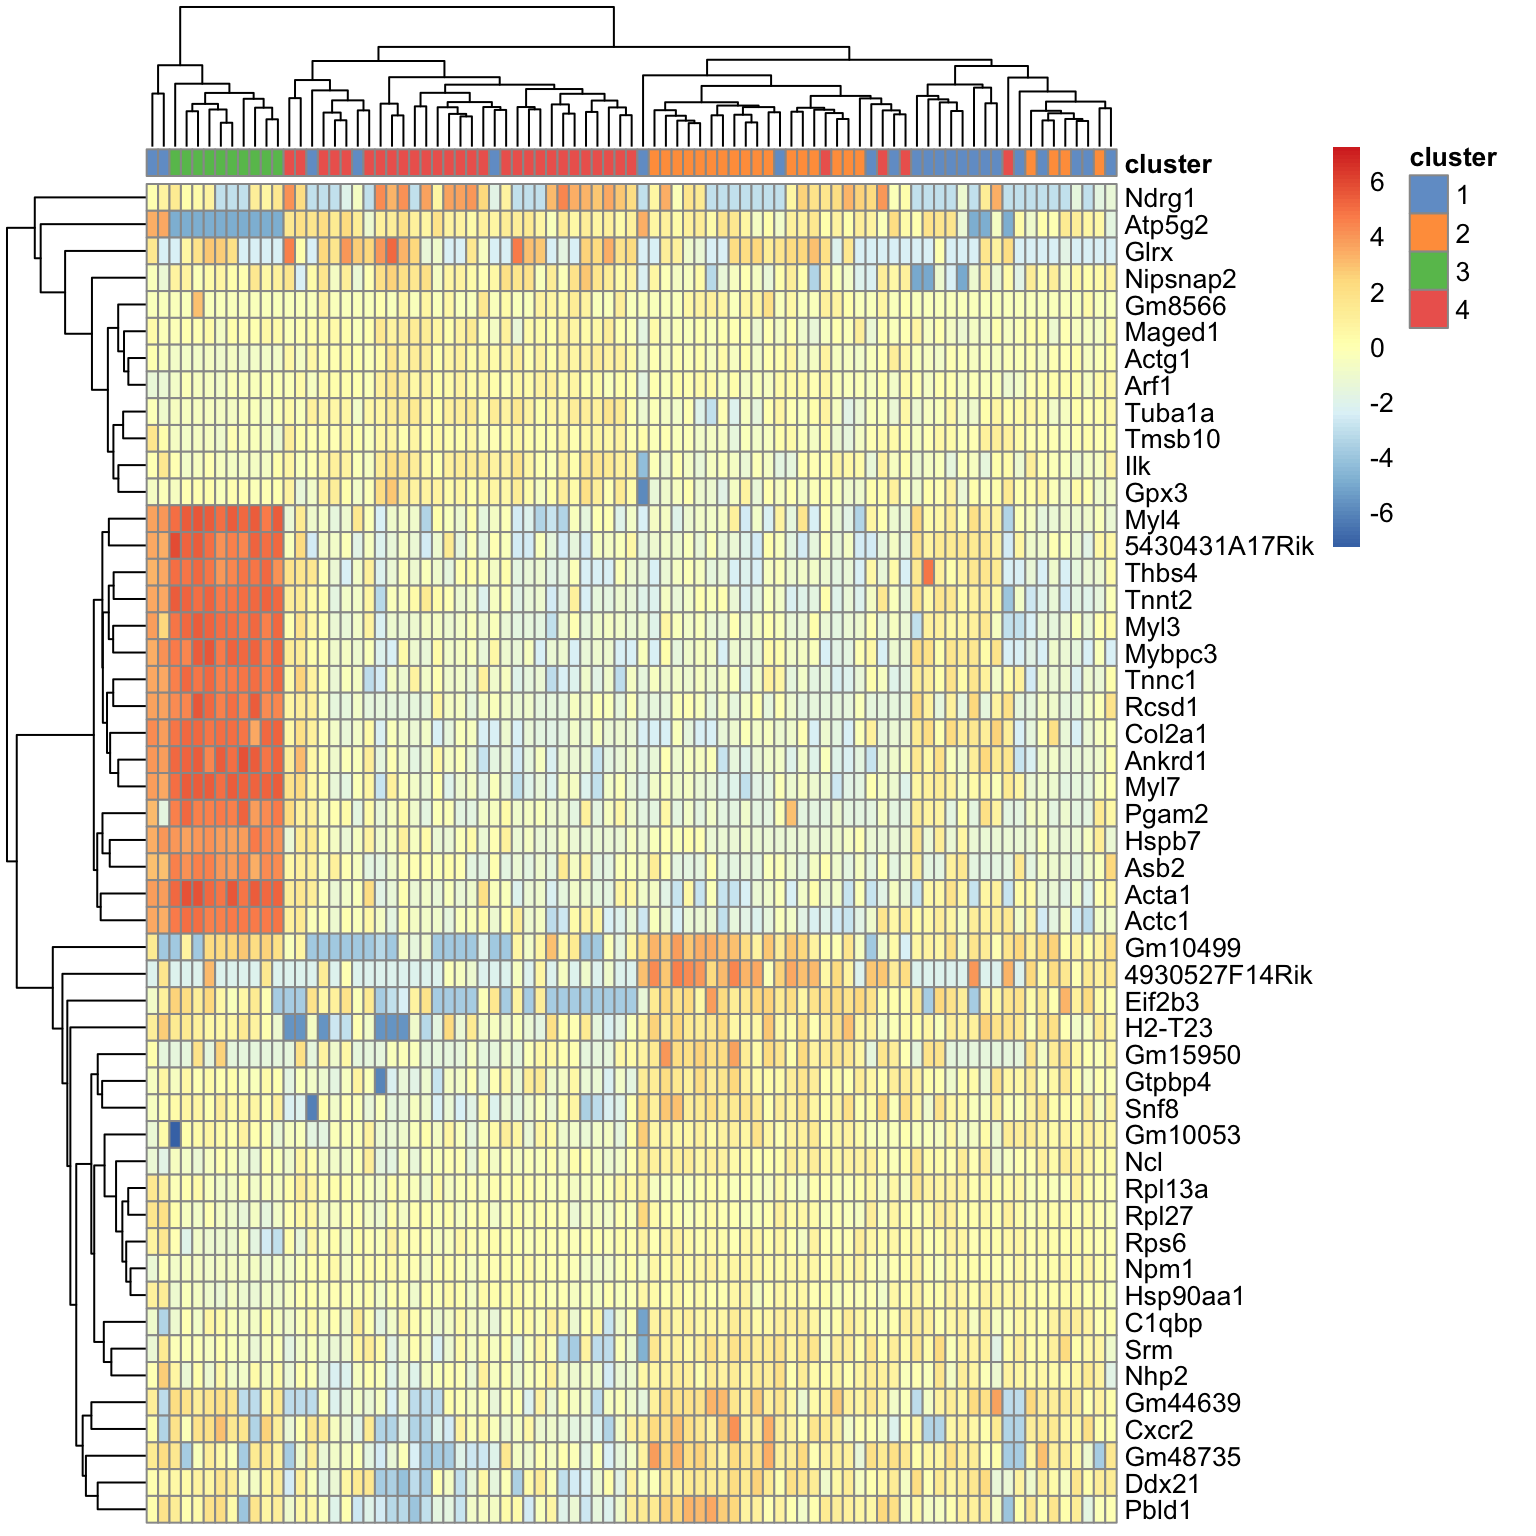 cluster
Ndrg1
Atp5g2
Glrx
Nipsnap2
Gm8566
Maged1
Actg1
Arf1
Tuba1a
Tmsb10
Ilk
Gpx3
Myl4
5430431A17Rik
Thbs4
Tnnt2
Myl3
Mybpc3
Tnnc1
Rcsd1
Col2a1
Ankrd1
Myl7
Pgam2
Hspb7
Asb2
Acta1
Actc1
Gm10499
4930527F14Rik
Eif2b3
H2-T23
Gm15950
Gtpbp4
Snf8
Gm10053
Ncl
Rpl13a
Rpl27
Rps6
Npm1
Hsp90aa1
C1qbp
Srm
Nhp2
Gm44639
Cxcr2
Gm48735
Ddx21
Pbld1
6
4
2
0
-2
-4
-6
cluster
1
2
3
4